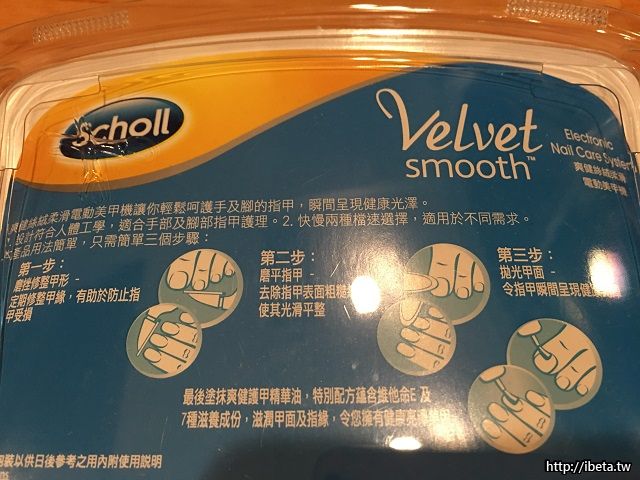 Scholl
Velvet
smooth™
Electronic
Nail Care System
爽健絲絨柔滑
電動美甲機
爽健絲絨柔滑電動美甲機讓你輕鬆呵護手及腳的指甲，瞬間呈現健康光澤。
設計符合人體工學，適合手部及腳部指甲護理。2. 快慢兩種檔速選擇，適用於不同需求。
產品用法簡單，只需簡單三個步驟：
第一步：
磨銼修整甲形 -
定期修整甲緣，有助於防止指
甲受損
第二步：
磨平指甲 -
去除指甲表面粗糙
使其光滑平整
第三步：
拋光甲面 -
令指甲瞬間呈現健康
最後塗抹爽健護甲精華油，特別配方蘊含維他命E 及
7種滋養成份，滋潤甲面及指緣，令您擁有健康亮澤
包裝以供日後參考之用內附使用說明
http://ibeta.tw